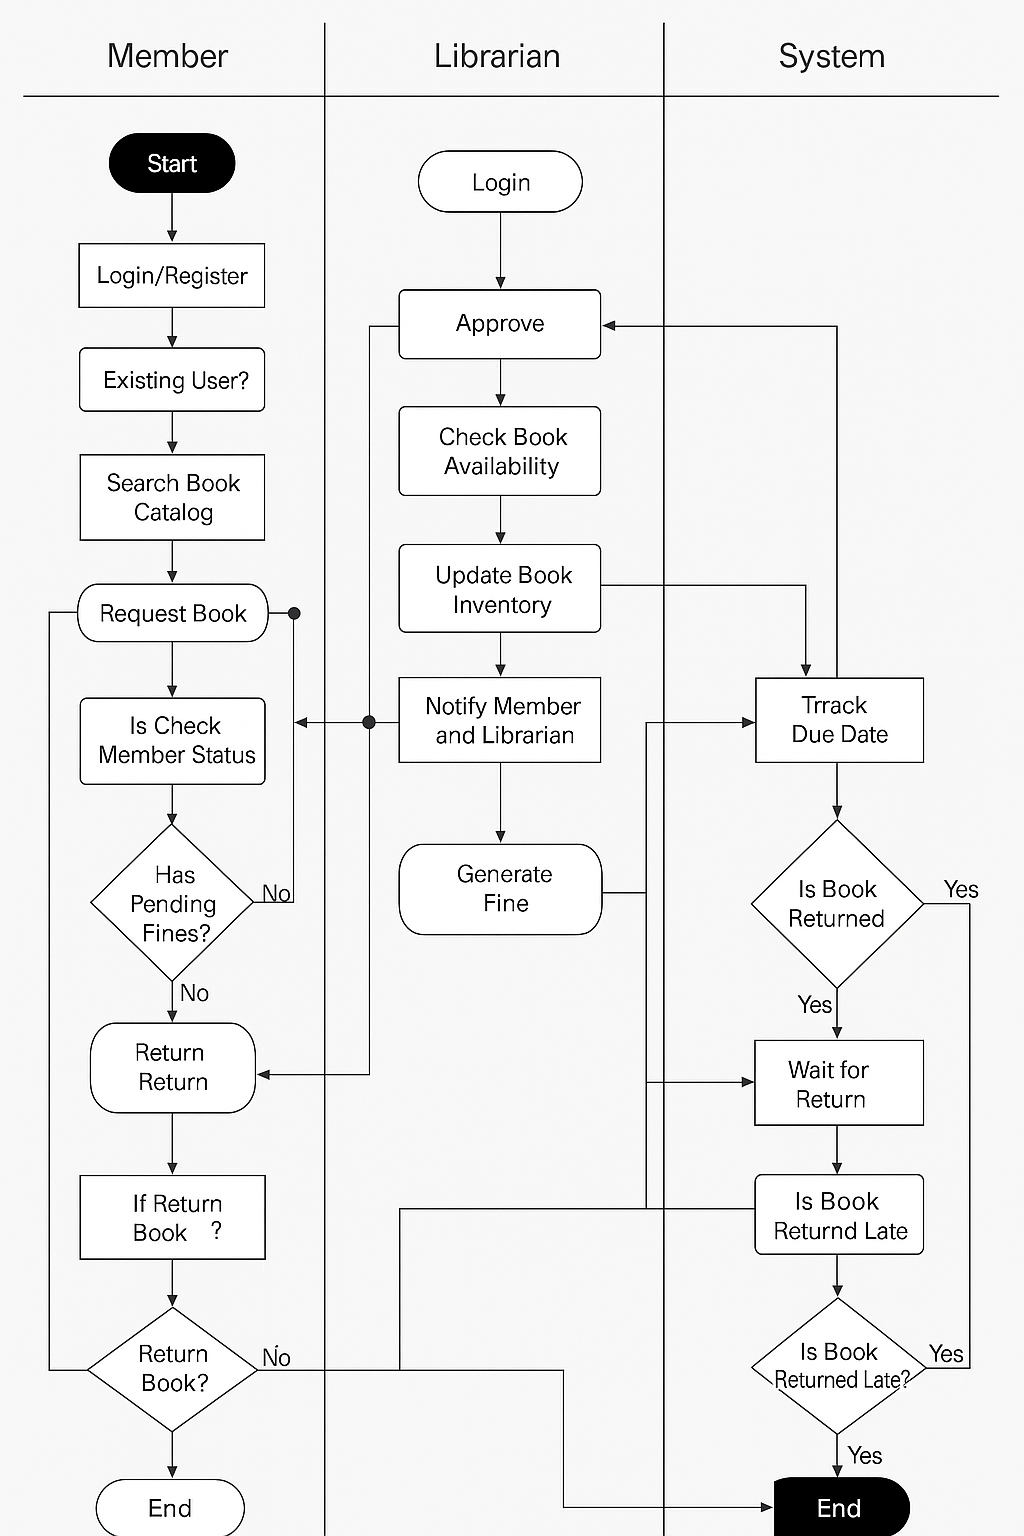 Member
Librarian
System
Start
Login/Register
Existing User?
Search Book
Catalog
Request Book
Is Check
Member Status
Has
Pending
Fines?
No
No
Return
Return
If Return
Book ?
Return
Book?
No
End
Login
Approve
Check Book
Availability
Update Book
Inventory
Notify Member
and Librarian
Generate
Fine
Trrack
Due Date
Is Book
Returned
Yes
Yes
Wait for
Return
Is Book
Returnd Late
Is Book
Returned Late?
Yes
Yes
End